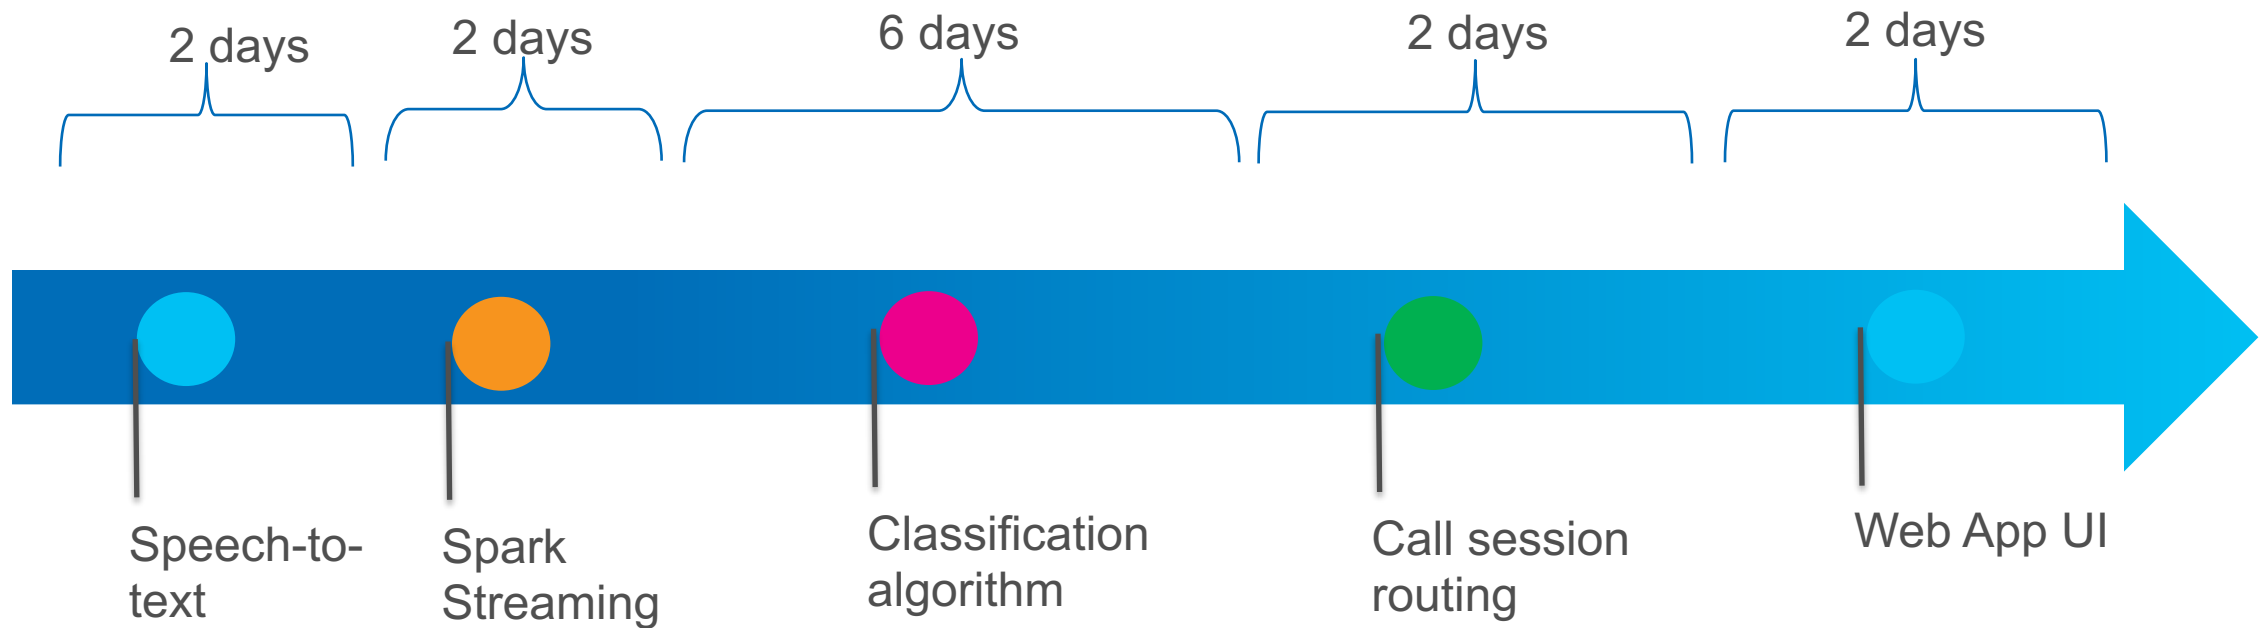 2 days
2 days
6 days
2 days
2 days
Speech-to-
text
Spark
Streaming
Classification
algorithm
Call session
routing
Web App UI